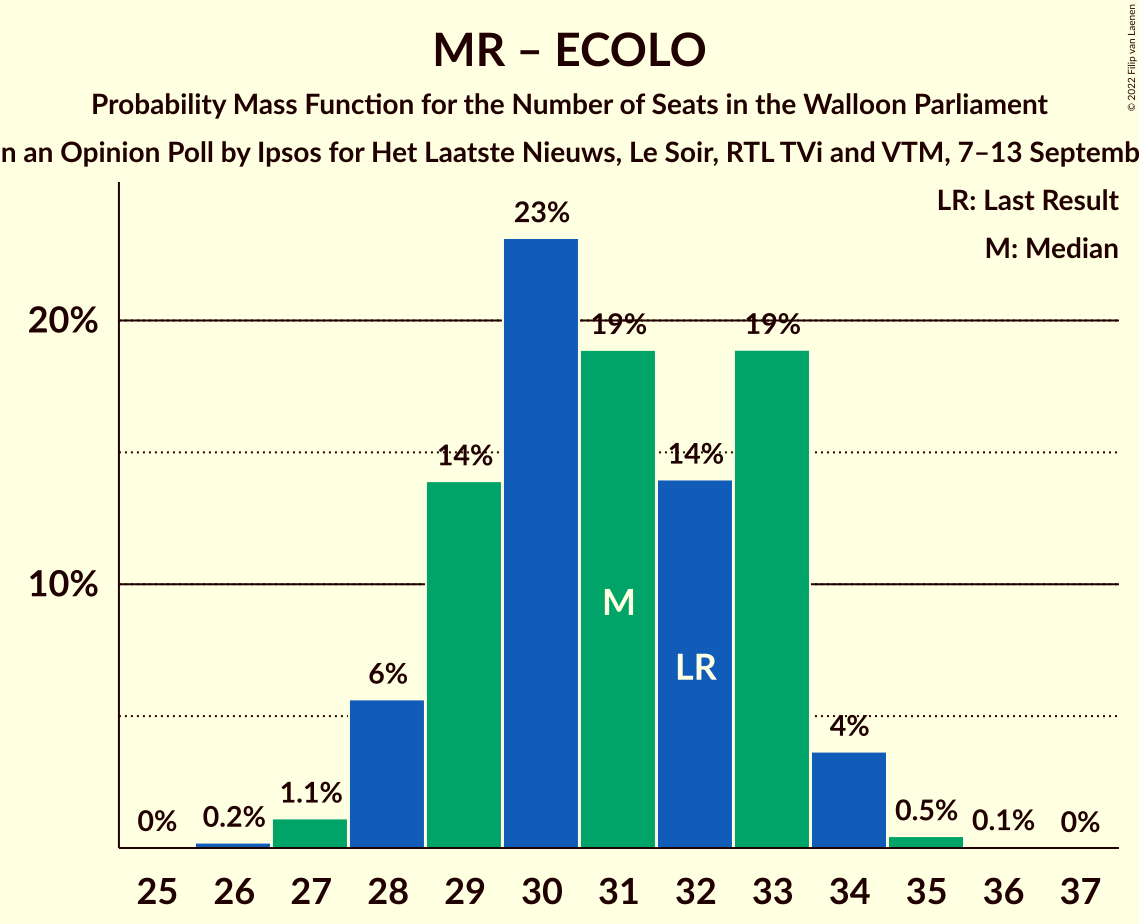 MR – ECOLO
Probability Mass Function for the Number of Seats in the Walloon Parliament
n an Opinion Poll by Ipsos for Het Laatste Nieuws, Le Soir, RTL TVi and VTM, 7–13 Septemb
© 2022 Filip van Laenen
LR: Last Result
M: Median
20%
10%
0%
0.2%
1.1%
6%
14%
23%
19%
14%
19%
4%
0.5%
0.1%
0%
M
LR
25 26 27 28 29 30 31 32 33 34 35 36 37